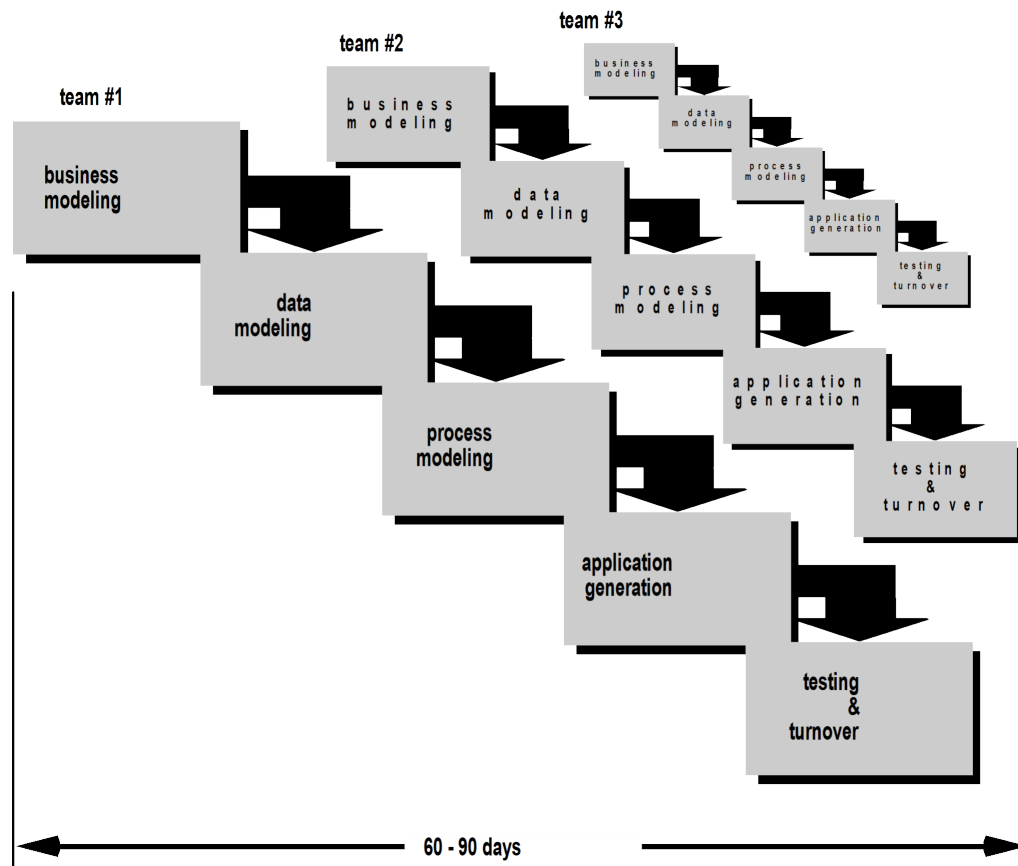 team #3
business
modeling
data
modeling
process
modeling
application
generation
testing
&
turnover
team #2
business
modeling
data
modeling
process
modeling
application
generation
testing
&
turnover
team #1
business
modeling
data
modeling
process
modeling
application
generation
testing
&
turnover
60 - 90 days